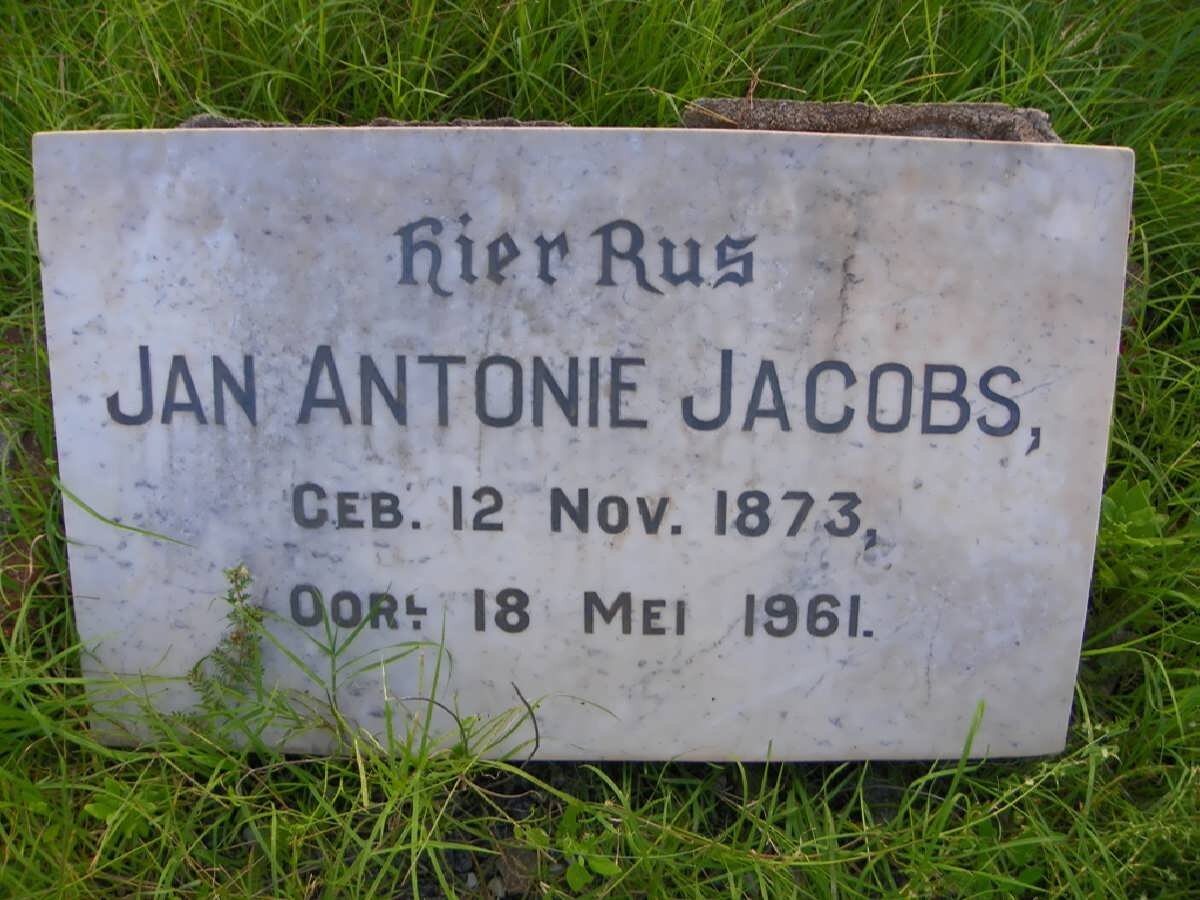 Hier Rus
JAN ANTONIE JACOBS,
GEB. 12 NOV. 1873,
OORL. 18 MEI 1961.